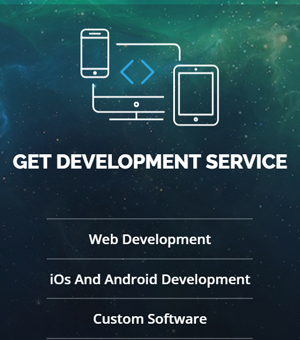 GET DEVELOPMENT SERVICE
Web Development
iOs And Android Development
Custom Software